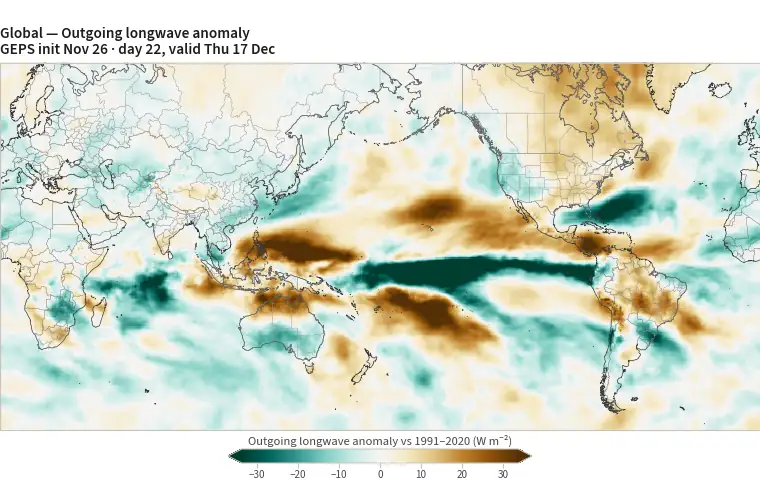 Global — Outgoing longwave anomaly
GEPS init Nov 26 · day 22, valid Thu 17 Dec
Outgoing longwave anomaly vs 1991–2020 (W m⁻²)
−30 −20 −10 0 10 20 30